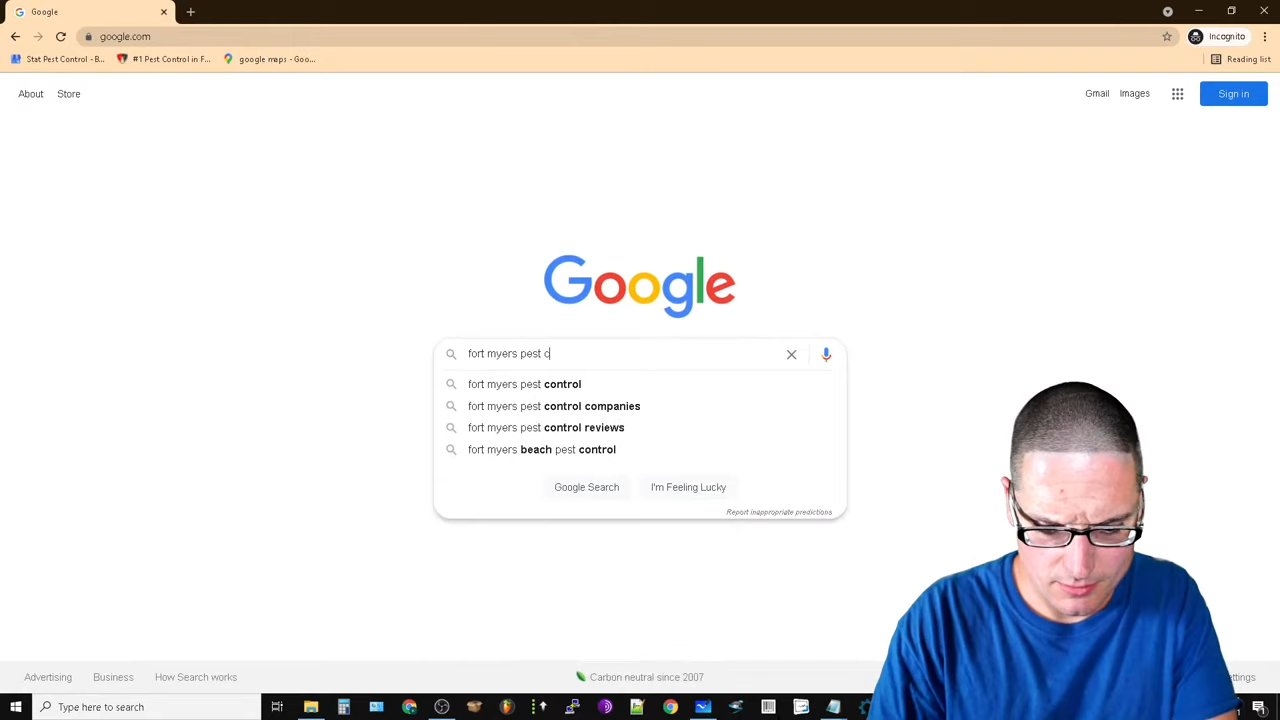 Google
google.com
Incognito
Stat Pest Control - B...
#1 Pest Control in F...
google maps - Goo...
Reading list
About
Store
Gmail
Images
Sign in
Google
fort myers pest c
fort myers pest control
fort myers pest control companies
fort myers pest control reviews
fort myers beach pest control
Google Search
I'm Feeling Lucky
Report inappropriate predictions
Advertising
Business
How Search works
Carbon neutral since 2007
ettings
Type here to search